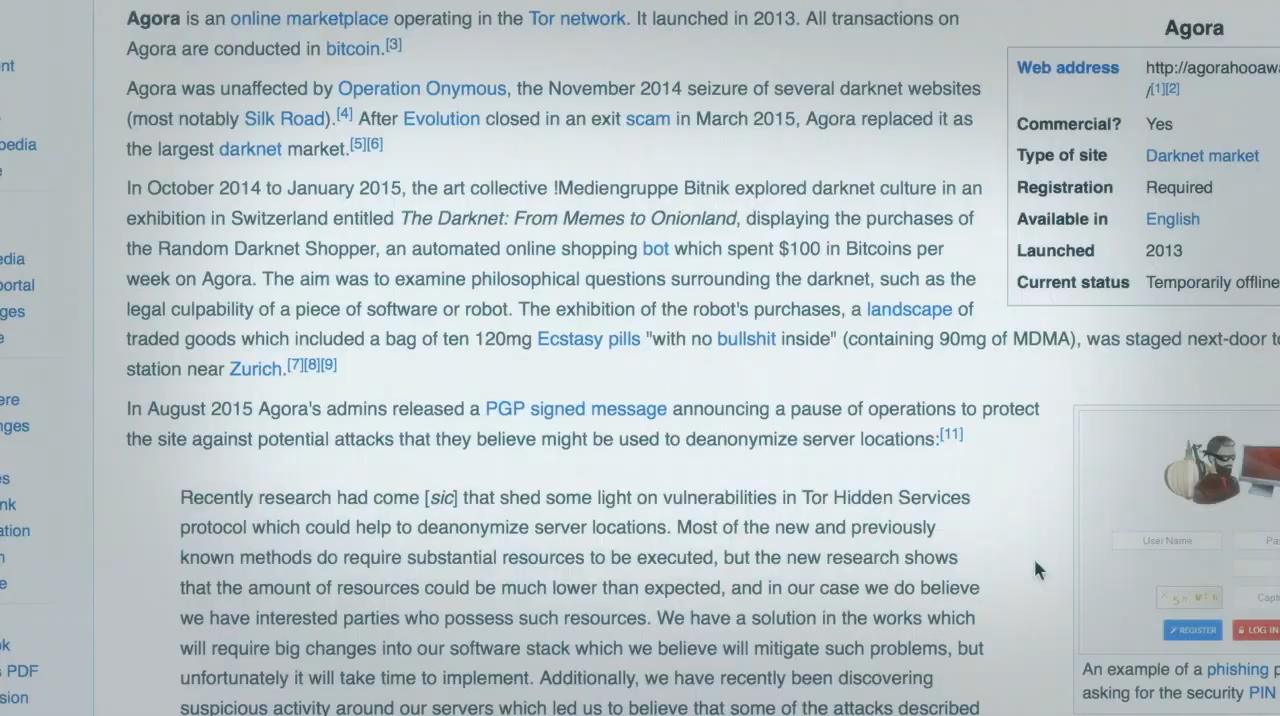 Agora is an online marketplace operating in the Tor network. It launched in 2013. All transactions on
Agora are conducted in bitcoin.[3]
Agora was unaffected by Operation Onymous, the November 2014 seizure of several darknet websites
(most notably Silk Road).[4] After Evolution closed in an exit scam in March 2015, Agora replaced it as
the largest darknet market.[5][6]
In October 2014 to January 2015, the art collective !Mediengruppe Bitnik explored darknet culture in an
exhibition in Switzerland entitled The Darknet: From Memes to Onionland, displaying the purchases of
the Random Darknet Shopper, an automated online shopping bot which spent $100 in Bitcoins per
week on Agora. The aim was to examine philosophical questions surrounding the darknet, such as the
legal culpability of a piece of software or robot. The exhibition of the robot's purchases, a landscape of
traded goods which included a bag of ten 120mg Ecstasy pills "with no bullshit inside" (containing 90mg of MDMA), was staged next-door
station near Zurich.[7][8][9]
In August 2015 Agora's admins released a PGP signed message announcing a pause of operations to protect
the site against potential attacks that they believe might be used to deanonymize server locations:[11]
Recently research had come [sic] that shed some light on vulnerabilities in Tor Hidden Services
protocol which could help to deanonymize server locations. Most of the new and previously
known methods do require substantial resources to be executed, but the new research shows
that the amount of resources could be much lower than expected, and in our case we do believe
we have interested parties who possess such resources. We have a solution in the works which
will require big changes into our software stack which we believe will mitigate such problems, but
unfortunately it will take time to implement. Additionally, we have recently been discovering
suspicious activity around our servers which led us to believe that some of the attacks described
Agora
Web address http://agorahooaw
/[1][2]
Commercial? Yes
Type of site Darknet market
Registration Required
Available in English
Launched 2013
Current status Temporarily offline
User Name
REGISTER LOG IN
An example of a phishing
asking for the security PIN
nt
pedia
e
edia
portal
ges
e
ere
nges
es
nk
ation
n
e
k
PDF
sion